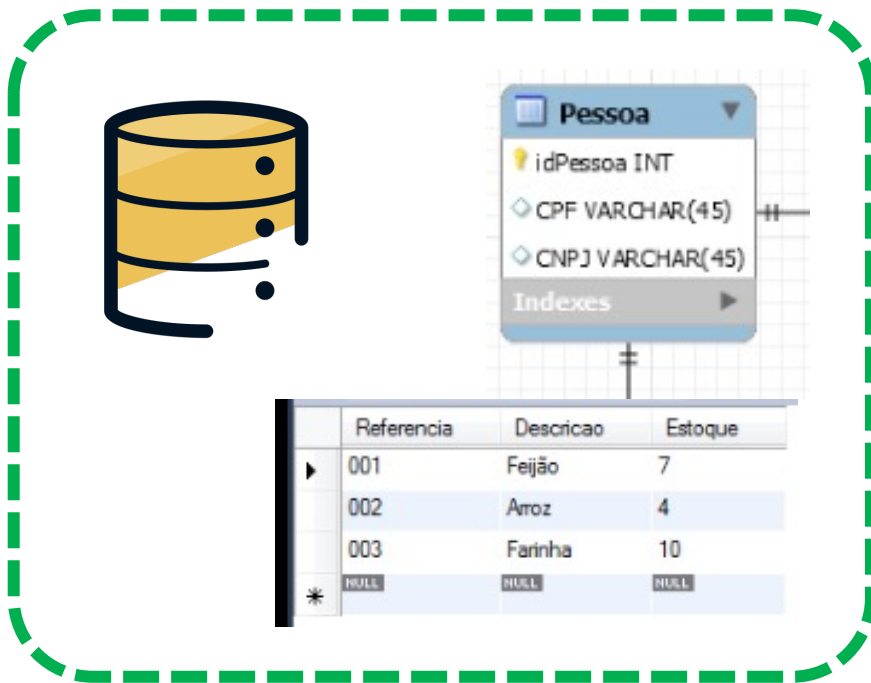 Pessoa
idPessoa INT
CPF VARCHAR(45)
CNPJ VARCHAR(45)
Indexes
Referencia Descricao Estoque
001 Feijão 7
002 Arroz 4
003 Farinha 10
NULL NULL NULL